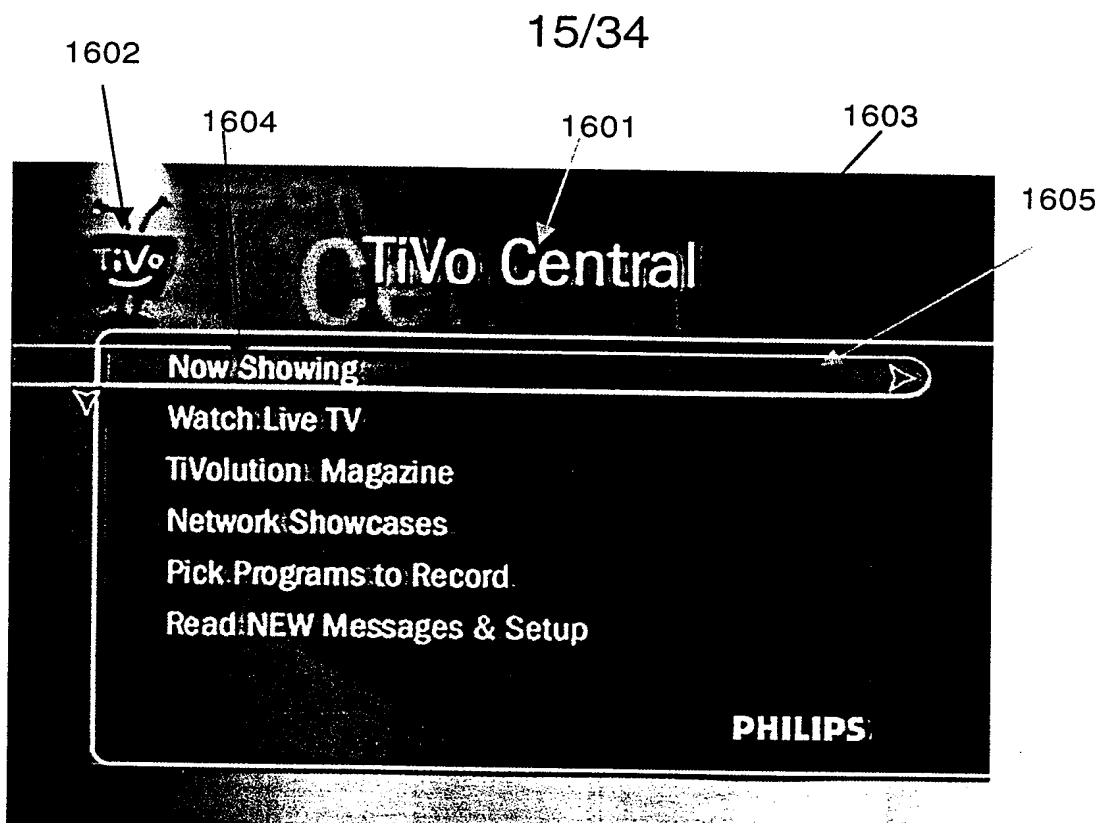 15/34
1602
1604
1601
1603
1605
TiVo
Ce
TiVo Central
Now Showing
Watch Live TV
TiVolution Magazine
Network Showcases
Pick Programs to Record
Read NEW Messages & Setup
PHILIPS